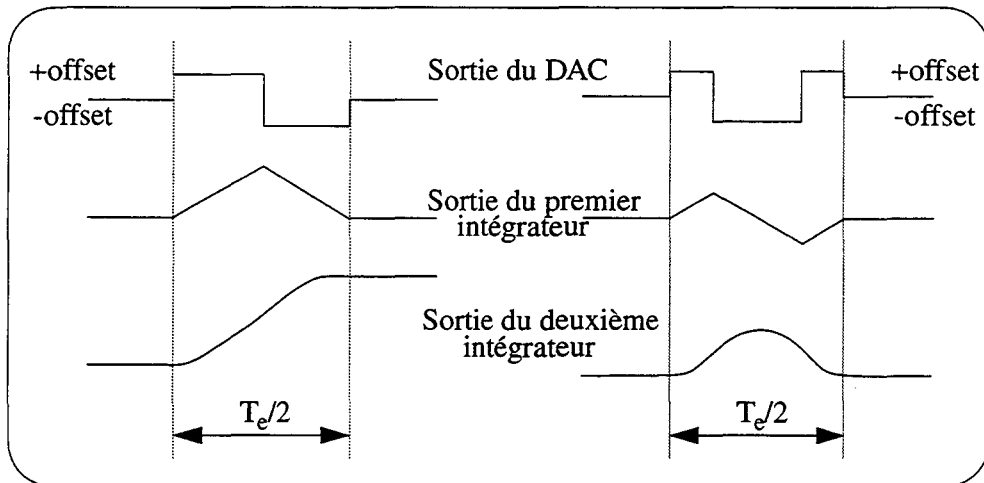 +offset
-offset
Sortie du DAC
+offset
-offset
Sortie du premier
intégrateur
Sortie du deuxième
intégrateur
Te/2
Te/2